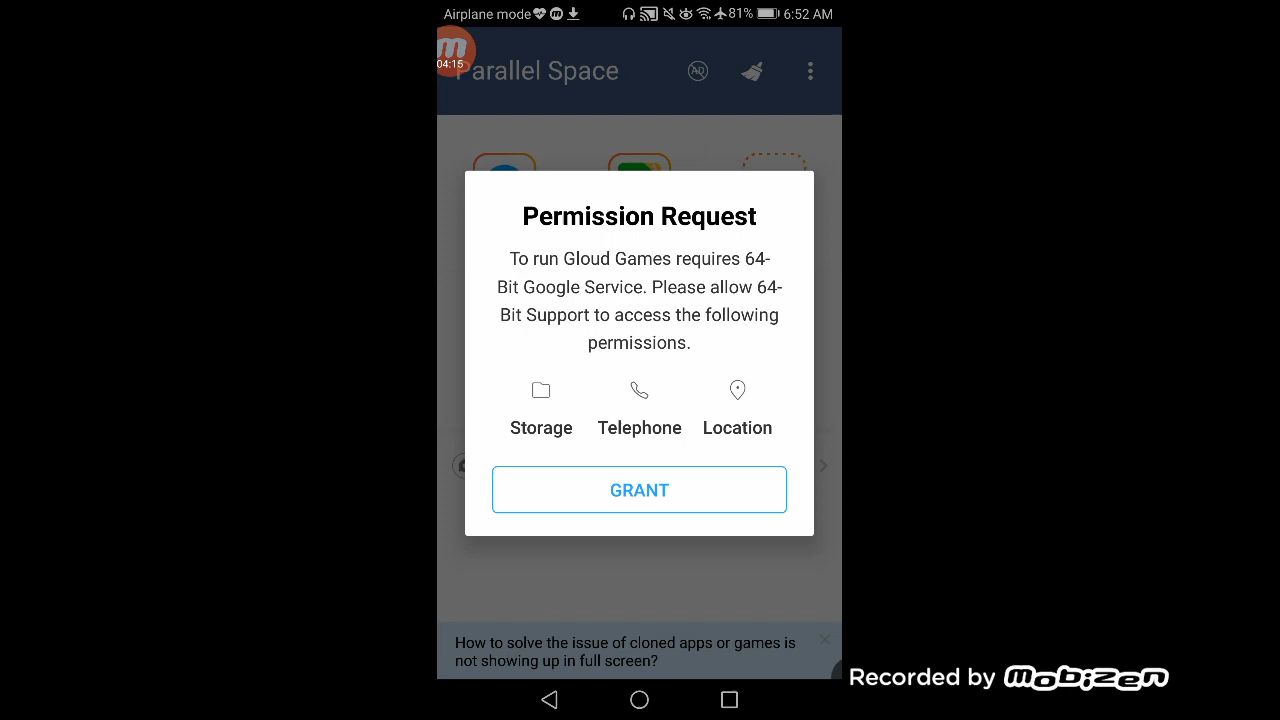 Airplane mode 81% 6:52 AM
04:15
Parallel Space
AD
Permission Request
To run Gloud Games requires 64-
Bit Google Service. Please allow 64-
Bit Support to access the following
permissions.
Storage Telephone Location
GRANT
How to solve the issue of cloned apps or games is
not showing up in full screen?
Recorded by mobizen